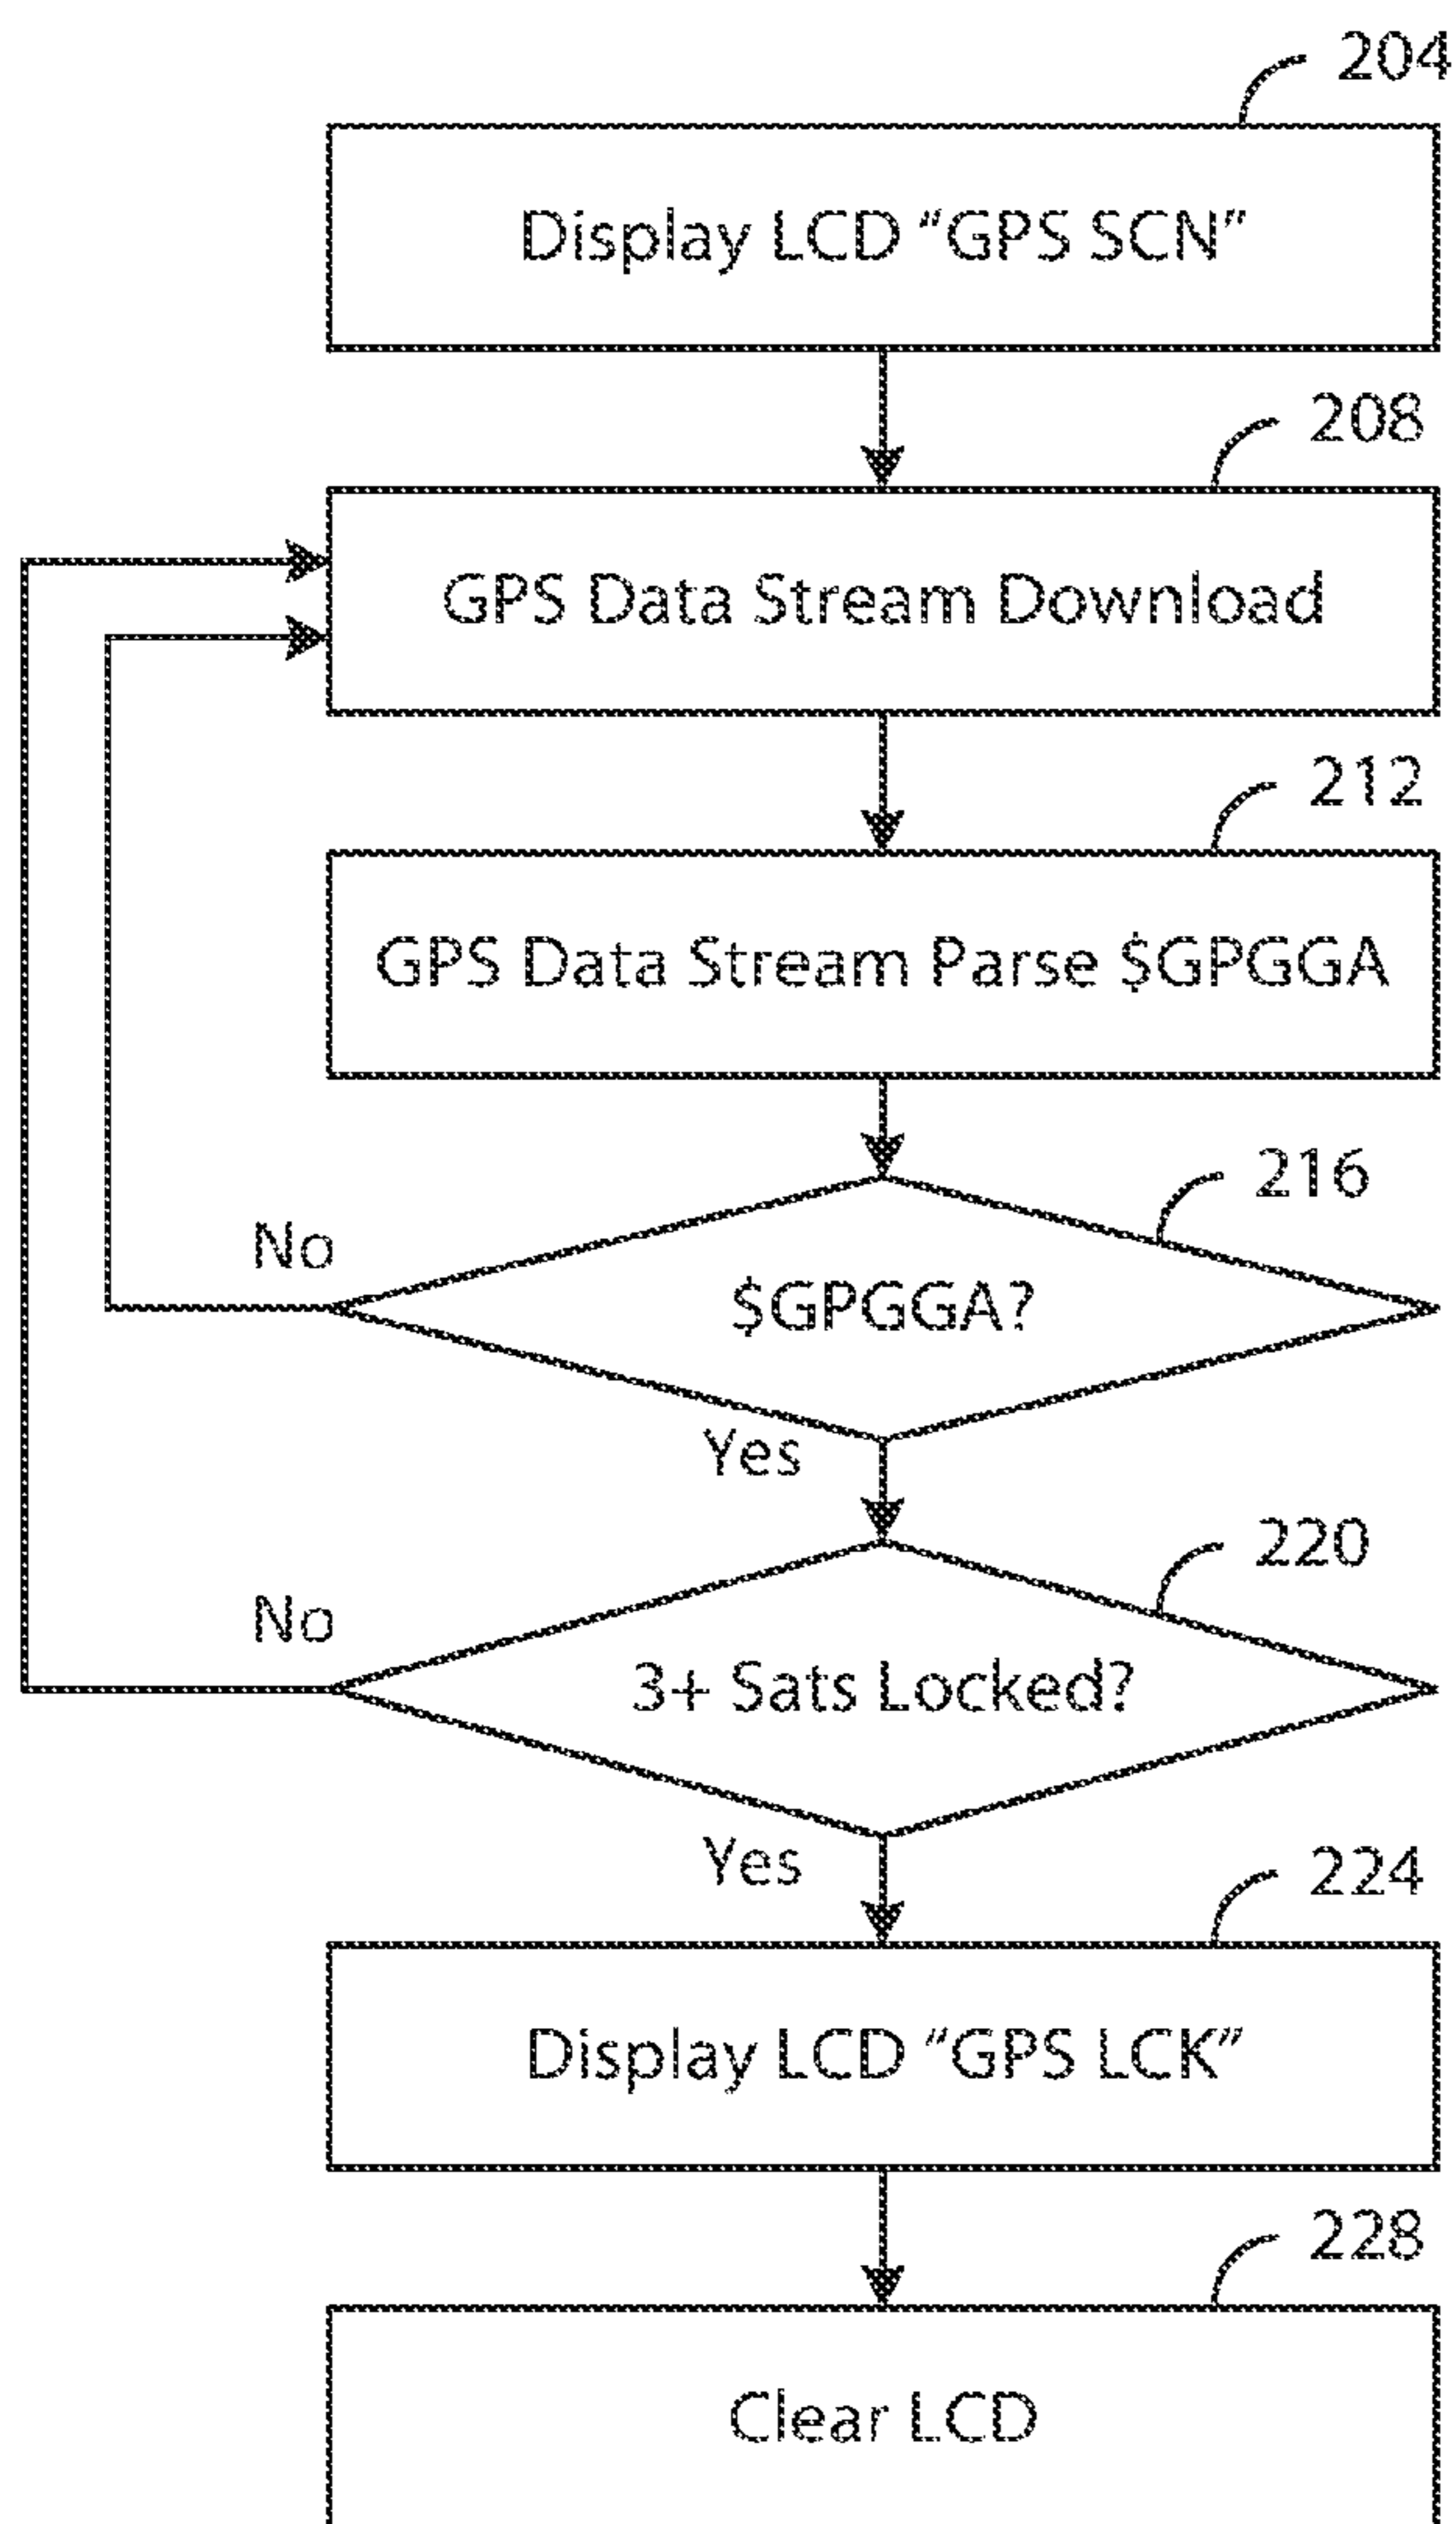 204
Display LCD “GPS SCN”
208
GPS Data Stream Download
212
GPS Data Stream Parse $GPGGA
216
No
$GPGGA?
Yes
220
No
3+ Sats Locked?
Yes
224
Display LCD “GPS LCK”
228
Clear LCD